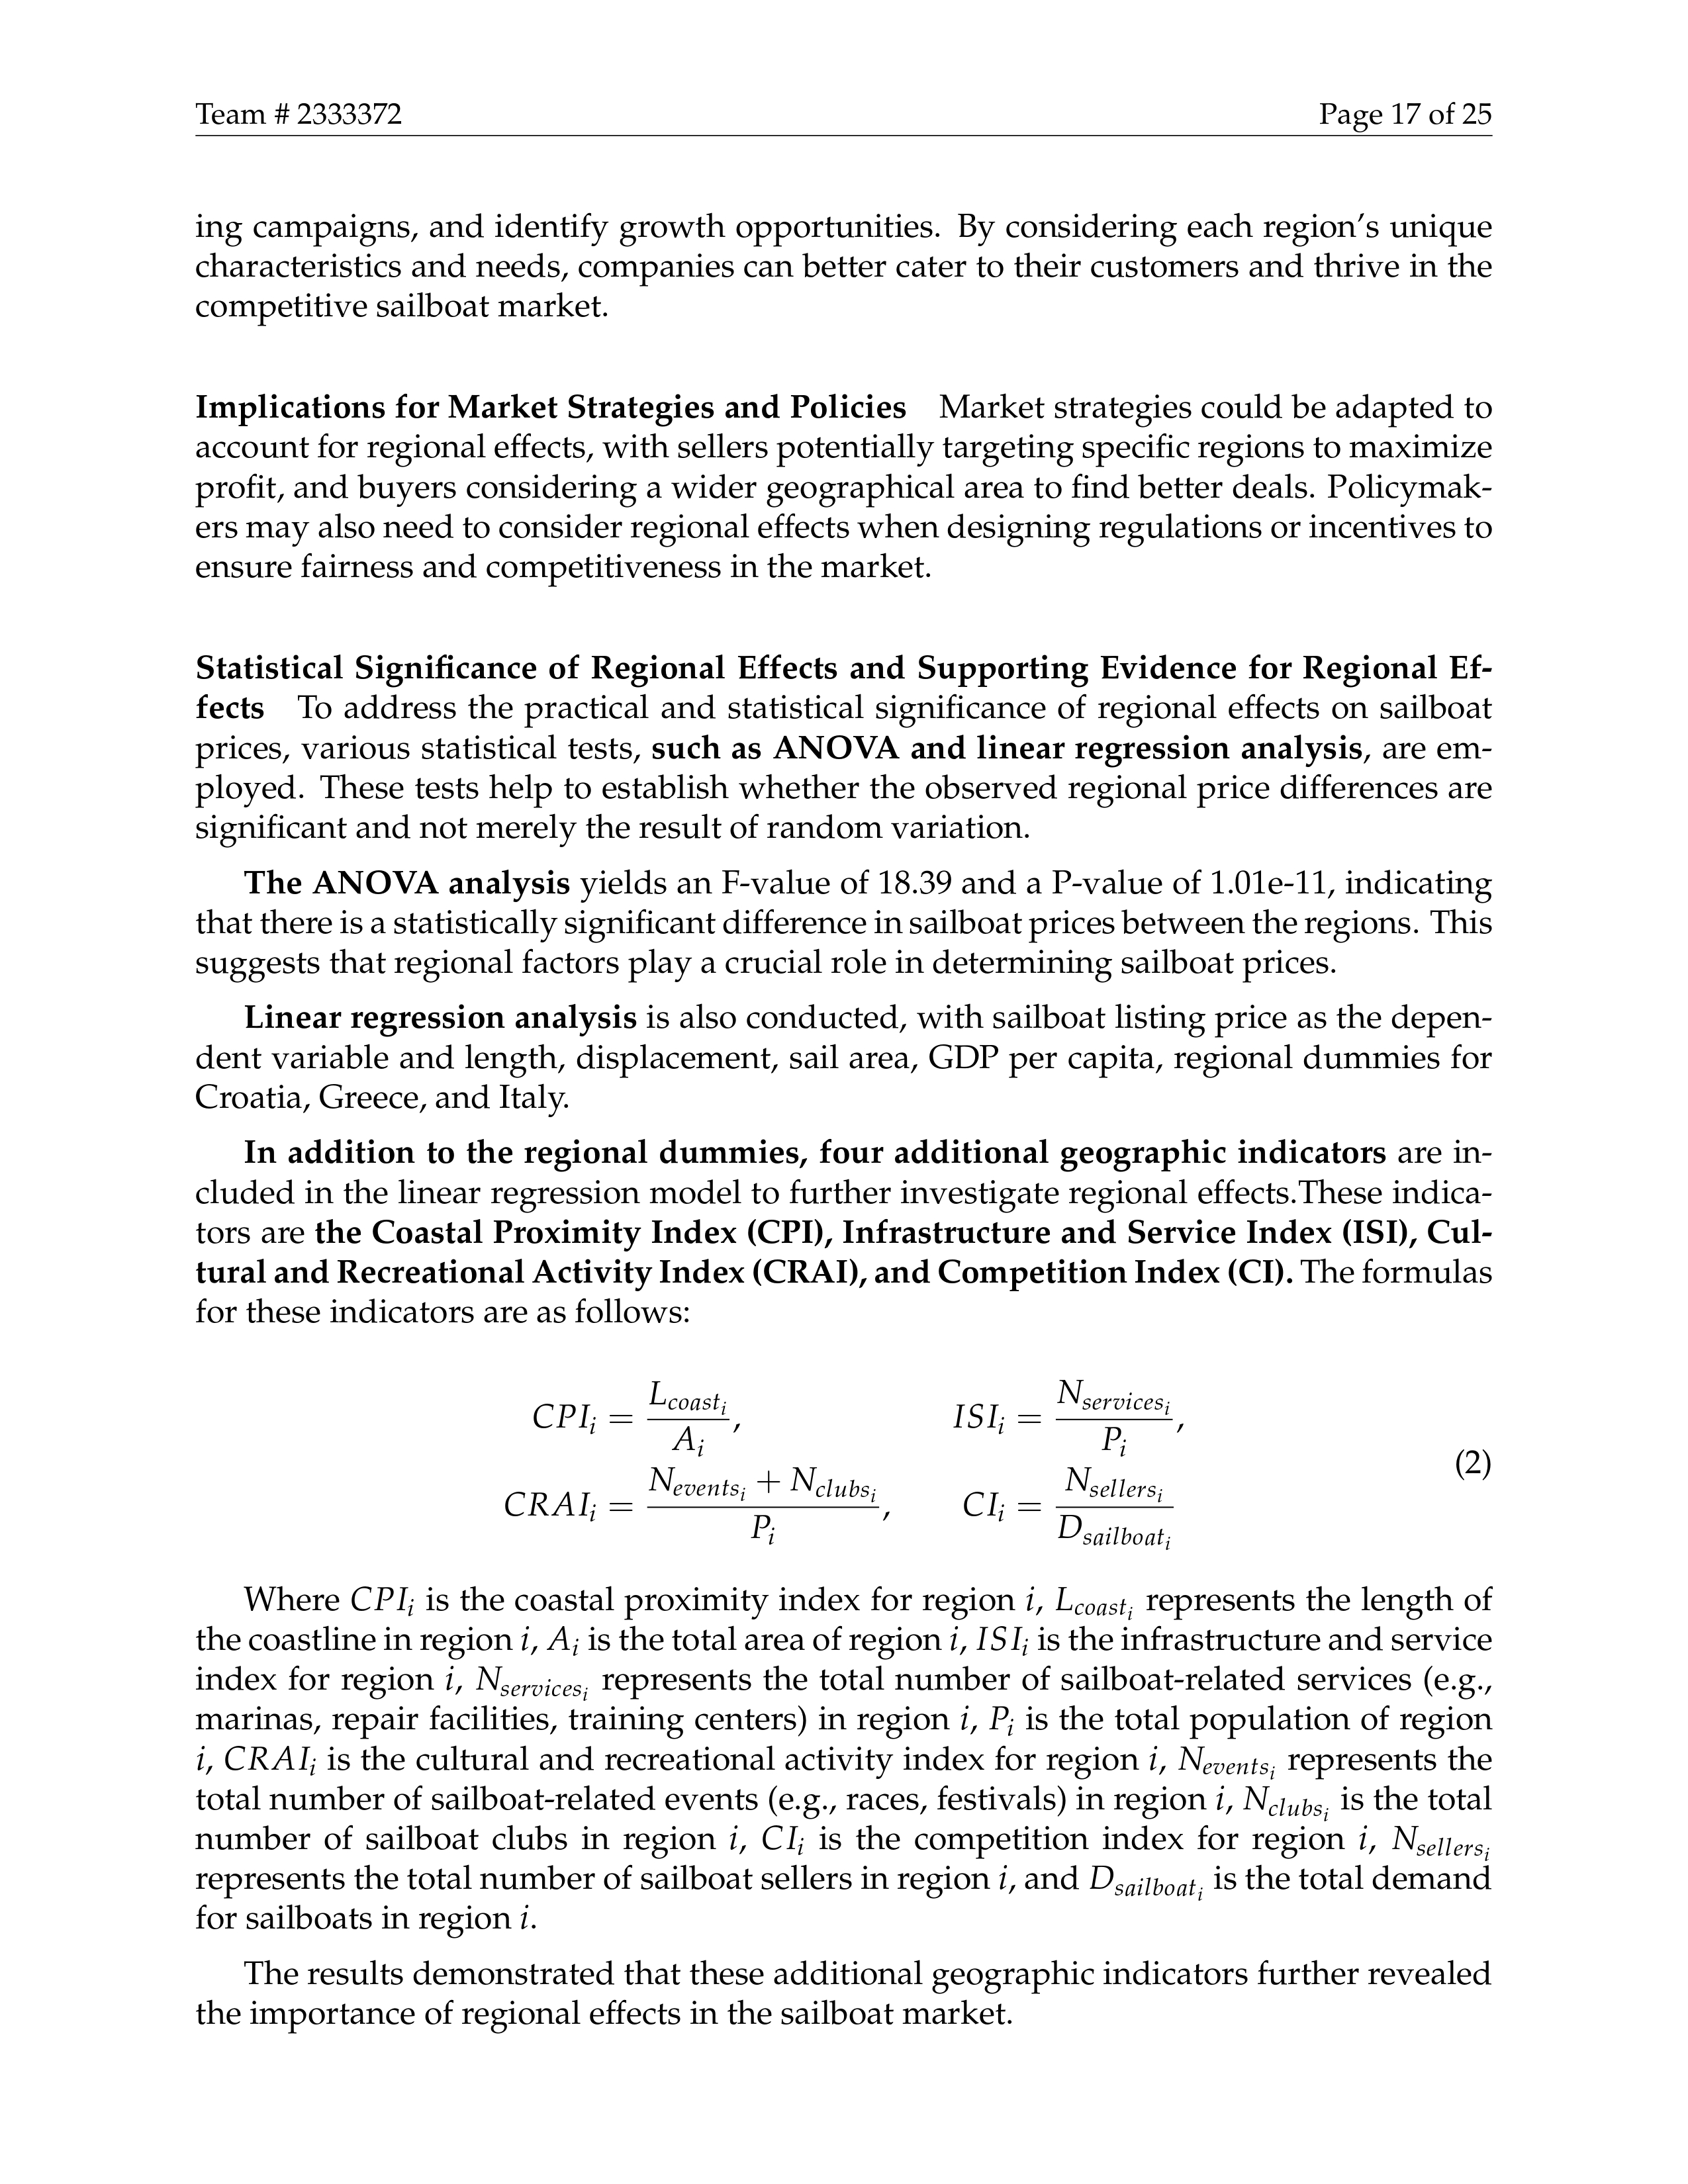 Team # 2333372 Page 17 of 25
ing campaigns, and identify growth opportunities. By considering each region's unique
characteristics and needs, companies can better cater to their customers and thrive in the
competitive sailboat market.
Implications for Market Strategies and Policies Market strategies could be adapted to
account for regional effects, with sellers potentially targeting specific regions to maximize
profit, and buyers considering a wider geographical area to find better deals. Policymak-
ers may also need to consider regional effects when designing regulations or incentives to
ensure fairness and competitiveness in the market.
Statistical Significance of Regional Effects and Supporting Evidence for Regional Ef-
fects To address the practical and statistical significance of regional effects on sailboat
prices, various statistical tests, such as ANOVA and linear regression analysis, are em-
ployed. These tests help to establish whether the observed regional price differences are
significant and not merely the result of random variation.
The ANOVA analysis yields an F-value of 18.39 and a P-value of 1.01e-11, indicating
that there is a statistically significant difference in sailboat prices between the regions. This
suggests that regional factors play a crucial role in determining sailboat prices.
Linear regression analysis is also conducted, with sailboat listing price as the depen-
dent variable and length, displacement, sail area, GDP per capita, regional dummies for
Croatia, Greece, and Italy.
In addition to the regional dummies, four additional geographic indicators are in-
cluded in the linear regression model to further investigate regional effects.These indica-
tors are the Coastal Proximity Index (CPI), Infrastructure and Service Index (ISI), Cul-
tural and Recreational Activity Index (CRAI), and Competition Index (CI). The formulas
for these indicators are as follows:
$CPI_i = \frac{L_{coast_i}}{A_i}, \quad ISI_i = \frac{N_{services_i}}{P_i},$
$CRAI_i = \frac{N_{events_i} + N_{clubs_i}}{P_i}, \quad CI_i = \frac{N_{sellers_i}}{D_{sailboat_i}}$ (2)
Where $CPI_i$ is the coastal proximity index for region $i$, $L_{coast_i}$ represents the length of
the coastline in region $i$, $A_i$ is the total area of region $i$, $ISI_i$ is the infrastructure and service
index for region $i$, $N_{services_i}$ represents the total number of sailboat-related services (e.g.,
marinas, repair facilities, training centers) in region $i$, $P_i$ is the total population of region
$i$, $CRAI_i$ is the cultural and recreational activity index for region $i$, $N_{events_i}$ represents the
total number of sailboat-related events (e.g., races, festivals) in region $i$, $N_{clubs_i}$ is the total
number of sailboat clubs in region $i$, $CI_i$ is the competition index for region $i$, $N_{sellers_i}$
represents the total number of sailboat sellers in region $i$, and $D_{sailboat_i}$ is the total demand
for sailboats in region $i$.
The results demonstrated that these additional geographic indicators further revealed
the importance of regional effects in the sailboat market.